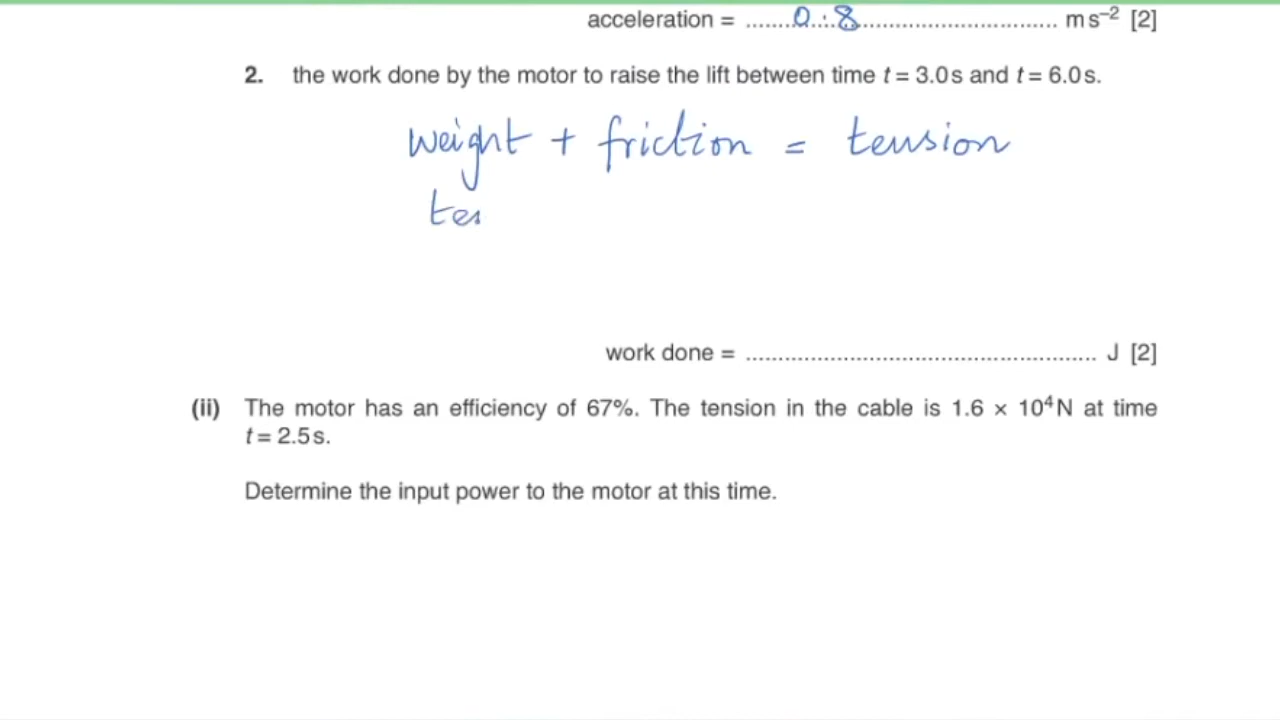 acceleration = ........0.8........ m s⁻² [2]
2. the work done by the motor to raise the lift between time t = 3.0 s and t = 6.0 s.
weight + friction = tension
ten
work done = ........ J [2]
(ii) The motor has an efficiency of 67%. The tension in the cable is 1.6 × 10⁴ N at time
t = 2.5 s.
Determine the input power to the motor at this time.